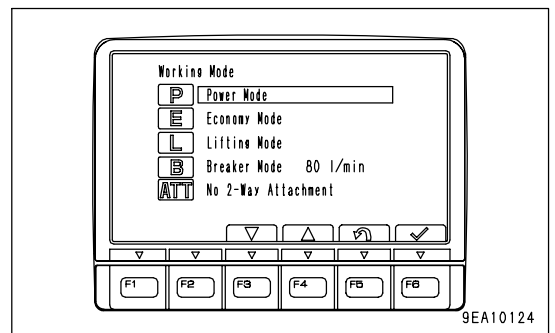 Working Mode
P Power Mode
E Economy Mode
L Lifting Mode
B Breaker Mode 80 l/min
ATT No 2-Way Attachment
F1 F2 F3 F4 F5 F6
9EA10124